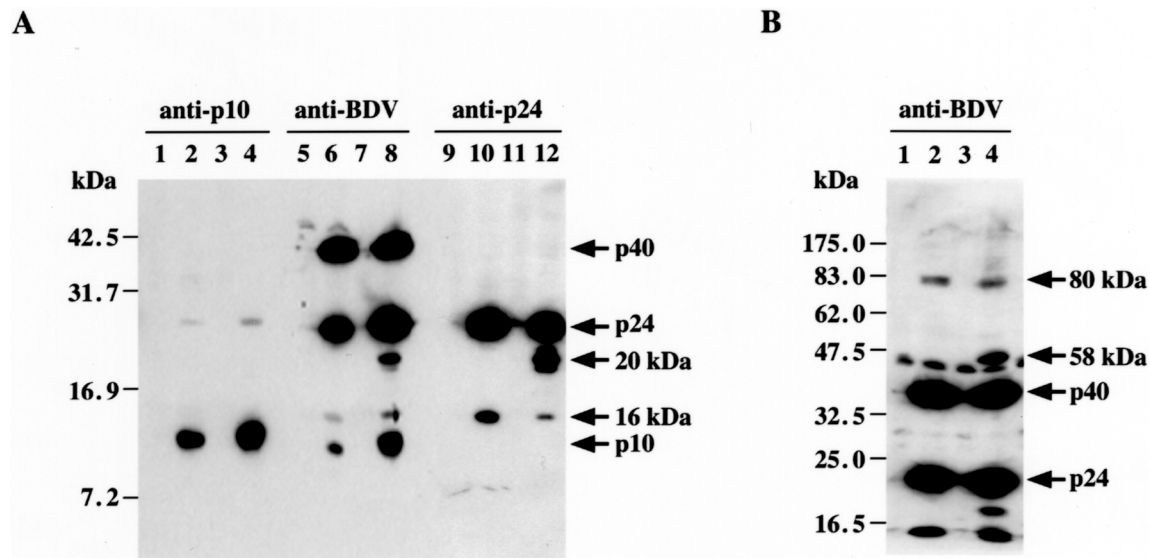 A
B
anti-p10 anti-BDV anti-p24
1 2 3 4 5 6 7 8 9 10 11 12
kDa
42.5
31.7
16.9
7.2
p40
p24
20 kDa
16 kDa
p10
anti-BDV
1 2 3 4
kDa
175.0
83.0
62.0
47.5
32.5
25.0
16.5
80 kDa
58 kDa
p40
p24